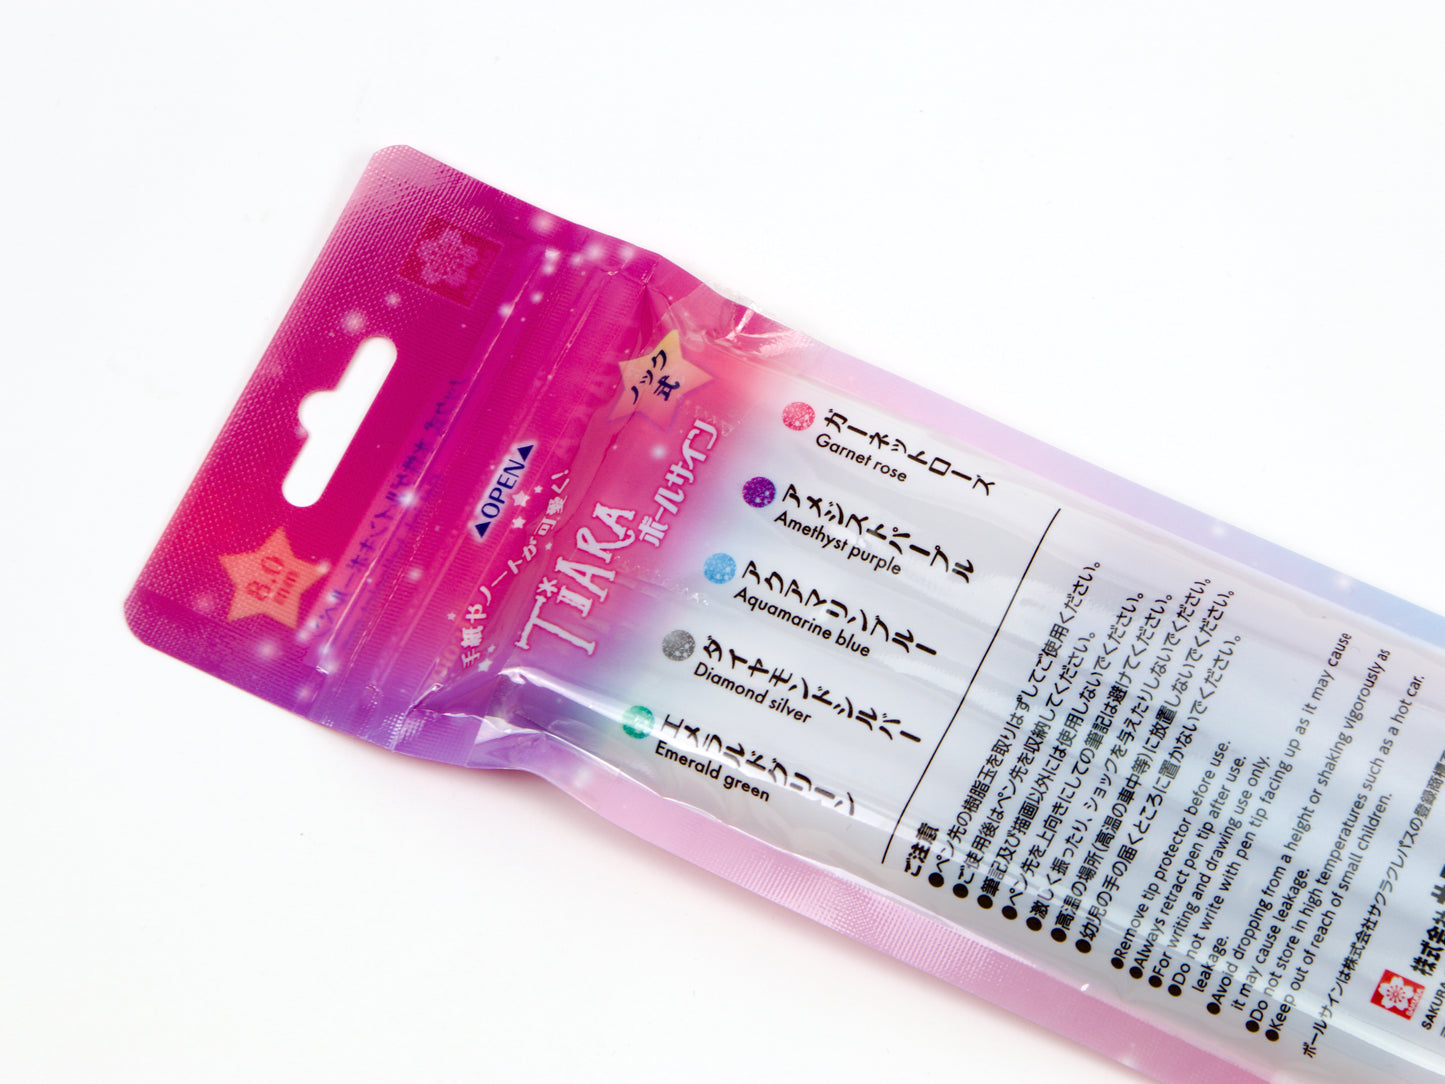 8.0
mm
▲OPEN▲
手紙やノートが可愛く!
TIARA
ボールサイン
ノック
式
ガーネットローズ
Garnet rose
アメジストパープル
Amethyst purple
アクアマリンブルー
Aquamarine blue
ダイヤモンドシルバー
Diamond silver
エメラルドグリーン
Emerald green
ご注意
●ペン先の樹脂玉を取りはずしてご使用ください。
●ご使用後はペン先を収納してください。
●筆記及び描画以外には使用しないでください。
●ペン先を上向きにしての筆記は避けてください。
●激しく振ったり、ショックを与えたりしないでください。
●高温の場所(高温の車中等)に放置しないでください。
●幼児の手の届くところに置かないでください。
●Remove tip protector before use.
●Always retract pen tip after use.
●For writing and drawing use only.
●Do not write with pen tip facing up as it may cause
leakage.
●Avoid dropping from a height or shaking vigorously as
it may cause leakage.
●Do not store in high temperatures such as a hot car.
●Keep out of reach of small children.
ボールサインは株式会社サクラクレパスの登録商標
SAKURA
株式会社
SAKURA